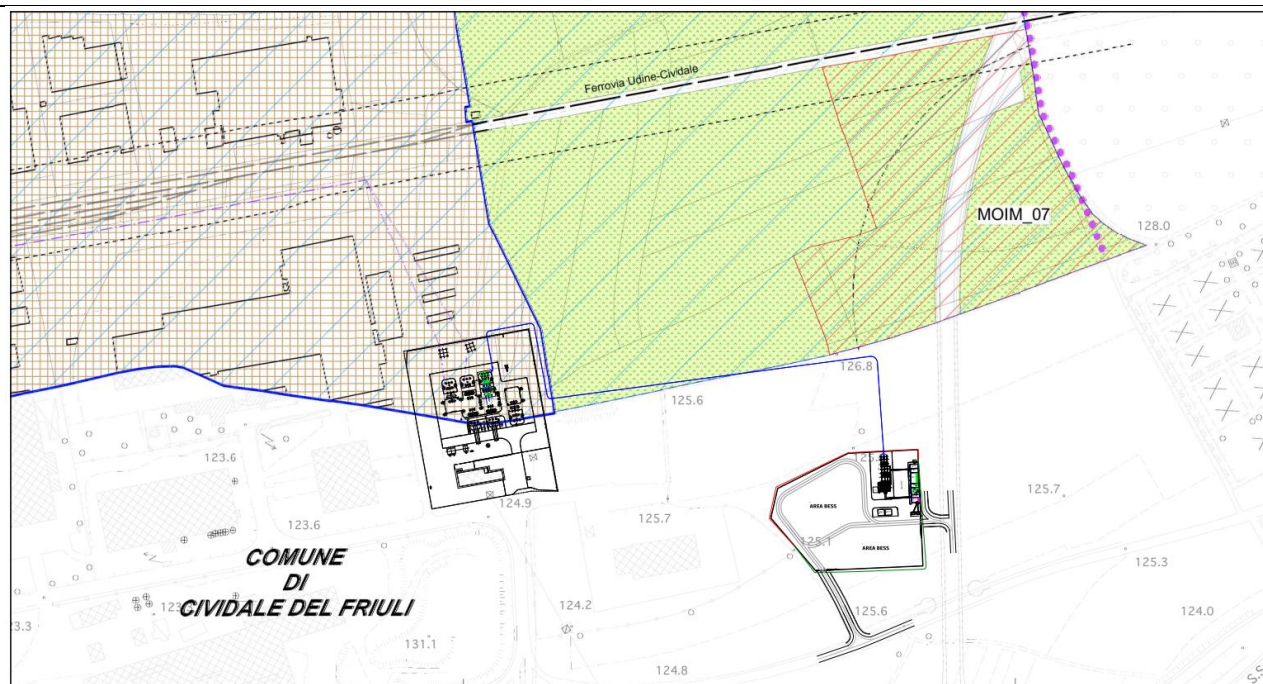 Ferrovia Udine-Cividale
MOIM_07
128.0
126.8
125.6
123.6
124.9
125.7
125.7
123.6
AREA BESS
125.1
AREA BESS
125.3
COMUNE
DI
CIVIDALE DEL FRIULI
124.2
125.6
124.0
131.1
124.8
S.S